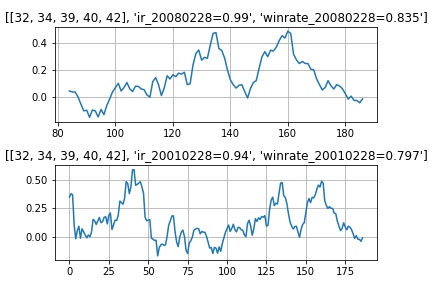 [[32, 34, 39, 40, 42], 'ir_20080228=0.99', 'winrate_20080228=0.835']
0.4
0.2
0.0
80 100 120 140 160 180
[[32, 34, 39, 40, 42], 'ir_20010228=0.94', 'winrate_20010228=0.797']
0.50
0.25
0.00
0 25 50 75 100 125 150 175